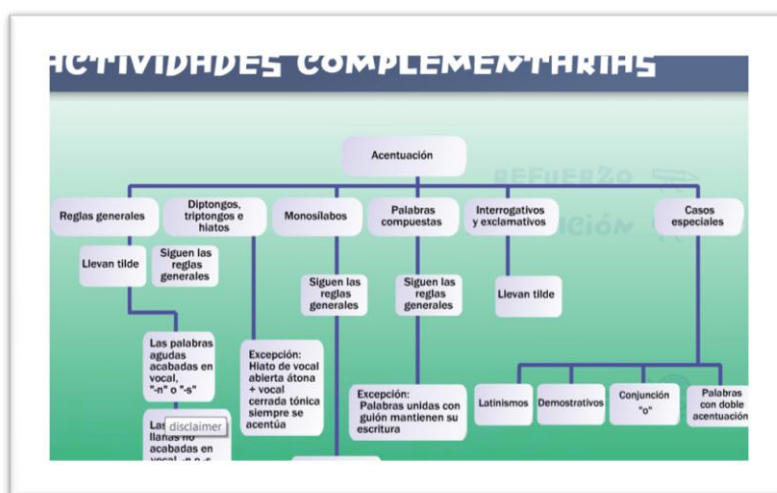 ACTIVIDADES COMPLEMENTARIAS
REFUERZO
Acentuación
Reglas generales
Diptongos,
triptongos e
hiatos
Monosílabos
Palabras
compuestas
Interrogativos
y exclamativos
Casos
especiales
Llevan tilde
Siguen las
reglas
generales
Siguen las
reglas
generales
Siguen las
reglas
generales
Llevan tilde
Las palabras
agudas
acabadas en
vocal,
"-n" o "-s"
Excepción:
Hiato de vocal
abierta átona
+ vocal
cerrada tónica
siempre se
acentúa
Excepción:
Palabras unidas con
guión mantienen su
escritura
Latinismos
Demostrativos
Conjunción
"o"
Palabras
con doble
acentuación
Las
disclaimer
llanas no
acabadas en
vocal, -n o -s